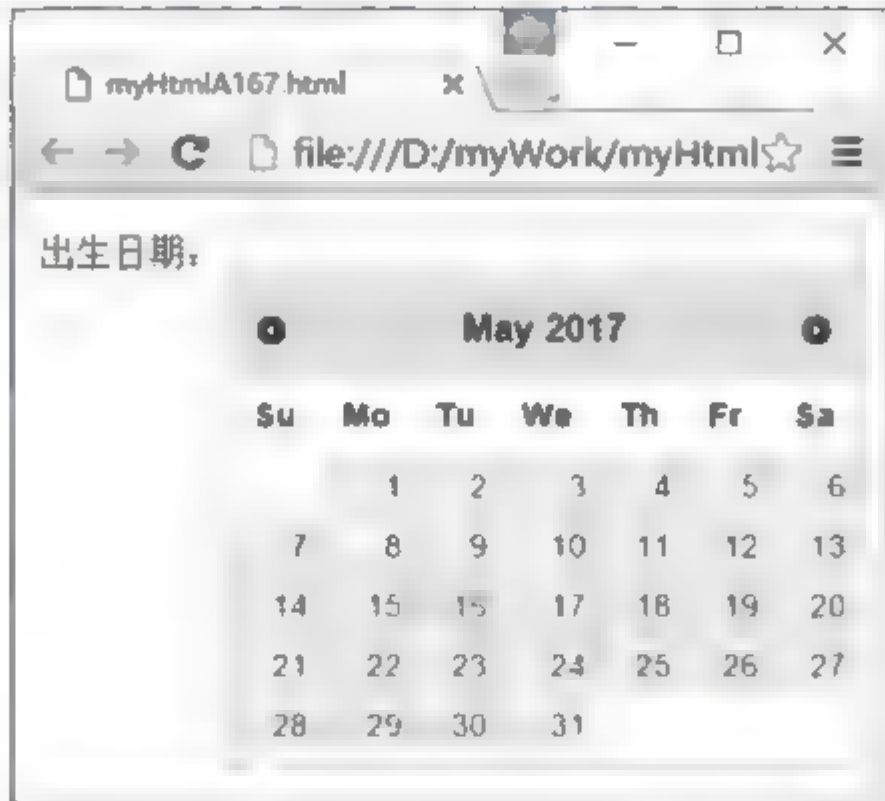 myHtmlA167.html
file:///D:/myWork/myHtml
出生日期：
May 2017
Su Mo Tu We Th Fr Sa
1 2 3 4 5 6
7 8 9 10 11 12 13
14 15 16 17 18 19 20
21 22 23 24 25 26 27
28 29 30 31